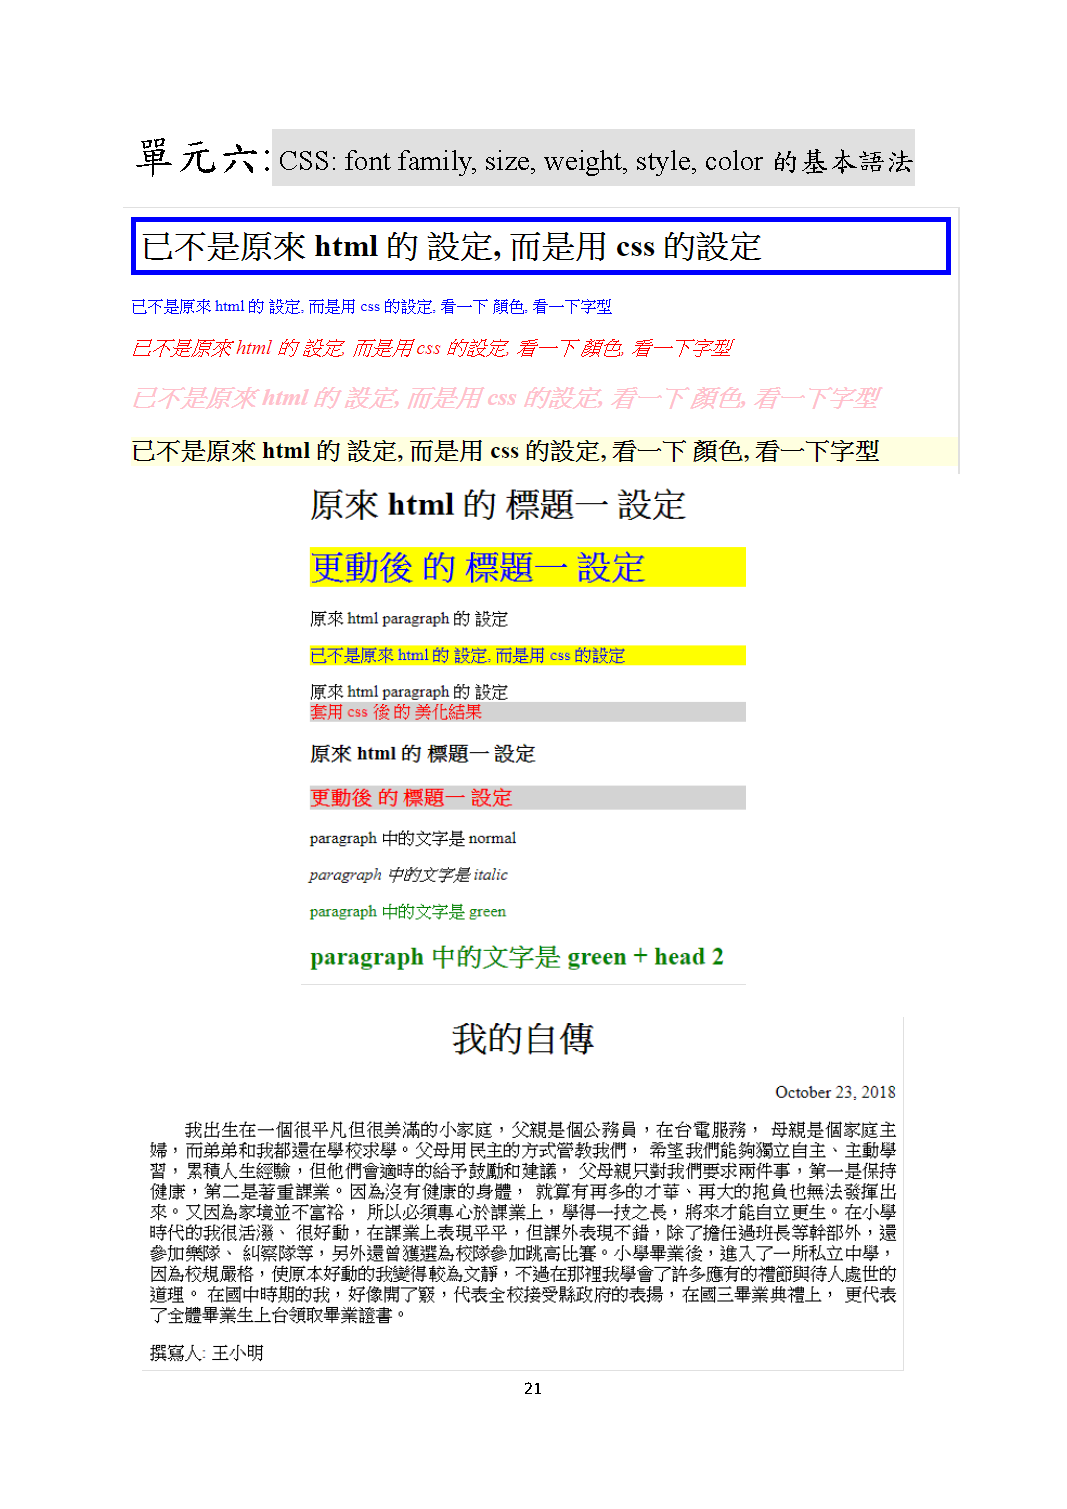 單元六: CSS: font family, size, weight, style, color 的基本語法
已不是原來 html 的 設定, 而是用 css 的設定
已不是原來 html 的 設定, 而是用 css 的設定, 看一下 顏色, 看一下字型
已不是原來 html 的 設定, 而是用 css 的設定, 看一下 顏色, 看一下字型
已不是原來 html 的 設定, 而是用 css 的設定, 看一下 顏色, 看一下字型
已不是原來 html 的 設定, 而是用 css 的設定, 看一下 顏色, 看一下字型
原來 html 的 標題一 設定
更動後 的 標題一 設定
原來 html paragraph 的 設定
已不是原來 html 的 設定, 而是用 css 的設定
原來 html paragraph 的 設定
套用 css 後 的 美化結果
原來 html 的 標題一 設定
更動後 的 標題一 設定
paragraph 中的文字是 normal
paragraph 中的文字是 italic
paragraph 中的文字是 green
paragraph 中的文字是 green + head 2
我的自傳
October 23, 2018
我出生在一個很平凡但很美滿的小家庭，父親是個公務員，在台電服務， 母親是個家庭主
婦，而弟弟和我都還在學校求學。父母用民主的方式管教我們， 希望我們能夠獨立自主、主動學
習，累積人生經驗，但他們會適時的給予鼓勵和建議， 父母親只對我們要求兩件事，第一是保持
健康，第二是著重課業。因為沒有健康的身體， 就算有再多的才華、再大的抱負也無法發揮出
來。又因為家境並不富裕， 所以必須專心於課業上，學得一技之長，將來才能自立更生。在小學
時代的我很活潑、 很好動，在課業上表現平平，但課外表現不錯，除了擔任過班長等幹部外，還
參加樂隊、 糾察隊等，另外還曾獲選為校隊參加跳高比賽。小學畢業後，進入了一所私立中學，
因為校規嚴格，使原本好動的我變得較為文靜，不過在那裡我學會了許多應有的禮節與待人處世的
道理。 在國中時期的我，好像開了竅，代表全校接受縣政府的表揚，在國三畢業典禮上， 更代表
了全體畢業生上台領取畢業證書。
撰寫人: 王小明
21